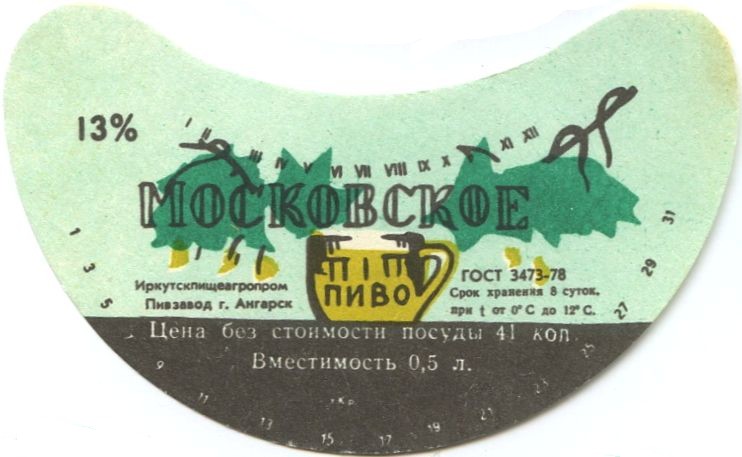 13%
I II III IV V VI VII VIII IX X XI XII
МОСКОВСКОЕ
ПИВО
Иркутскпищеагропром
Пивзавод г. Ангарск
ГОСТ 3473-78
Срок хранения 8 суток,
при t от 0°С до 12°С.
Цена без стоимости посуды 41 коп.
Вместимость 0,5 л.
1 3 5 9 11 13 15 17 19 21 23 25 27 29 31